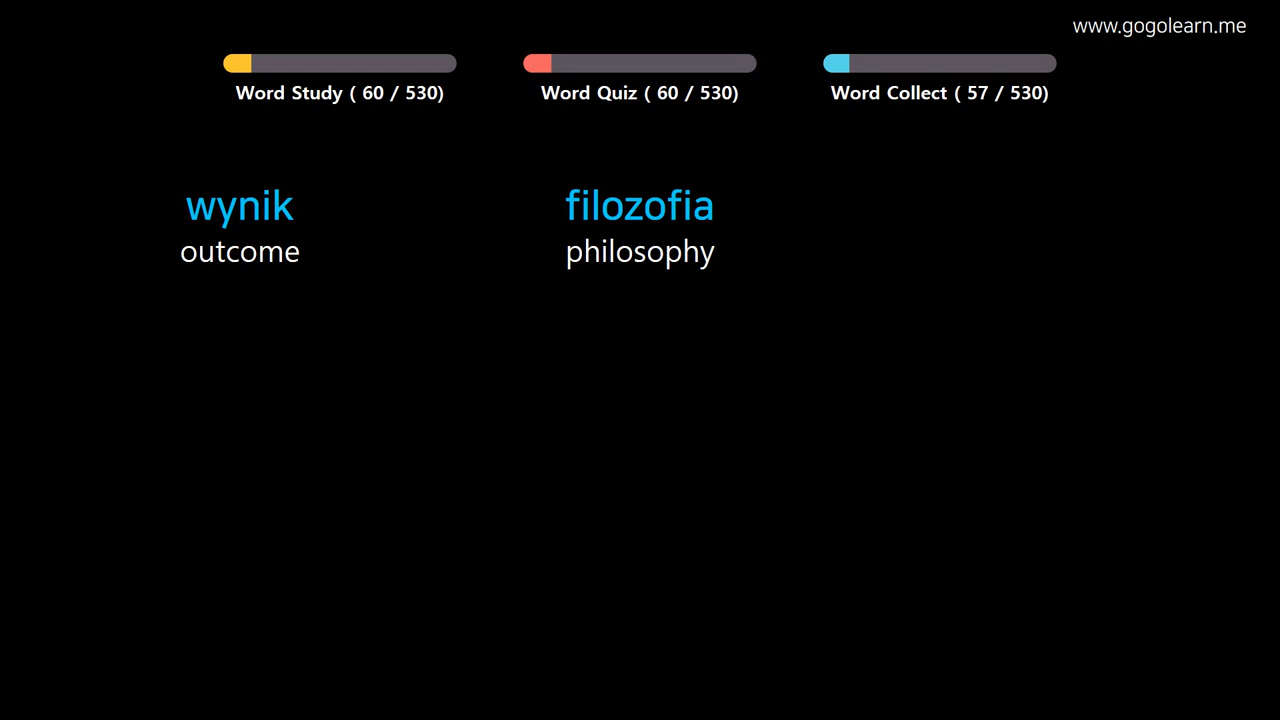 www.gogolearn.me
Word Study ( 60 / 530)
Word Quiz ( 60 / 530)
Word Collect ( 57 / 530)
wynik
outcome
filozofia
philosophy